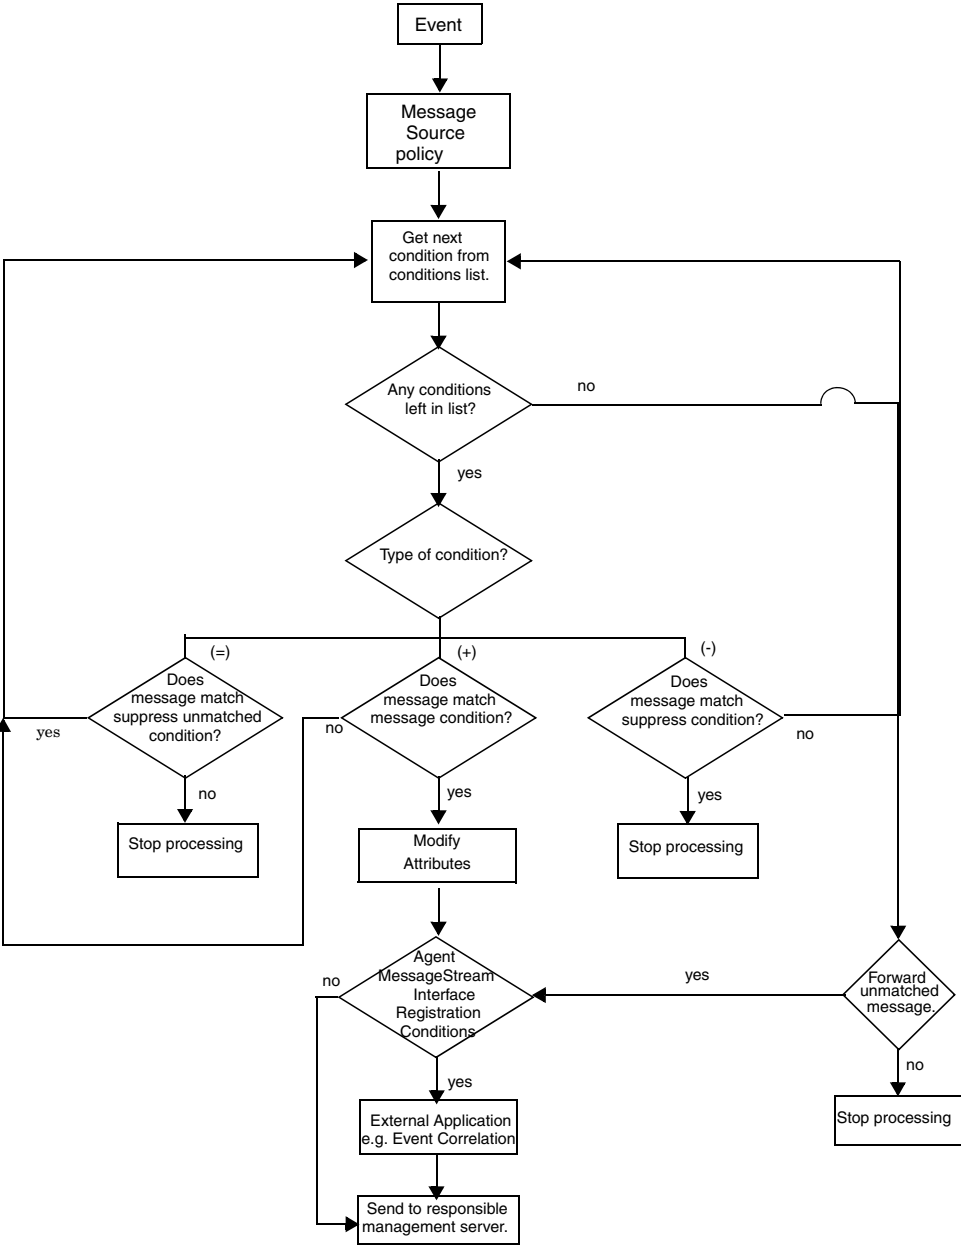 Event
Message
Source
policy
Get next
condition from
conditions list.
Any conditions
left in list?
no
yes
Type of condition?
(=)
(+)
(-)
Does
message match
suppress unmatched
condition?
yes
no
Stop processing
Does
message match
message condition?
no
yes
Does
message match
suppress condition?
no
yes
Stop processing
Modify
Attributes
Agent
MessageStream
Interface
Registration
Conditions
no
yes
yes
Forward
unmatched
message.
no
Stop processing
External Application
e.g. Event Correlation
Send to responsible
management server.